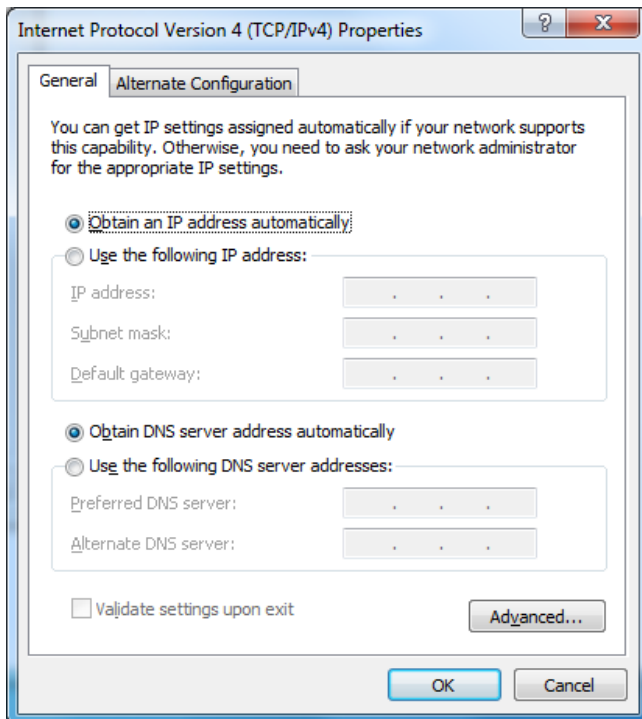 Internet Protocol Version 4 (TCP/IPv4) Properties
?
General
Alternate Configuration
You can get IP settings assigned automatically if your network supports
this capability. Otherwise, you need to ask your network administrator
for the appropriate IP settings.
Obtain an IP address automatically
Use the following IP address:
IP address:
Subnet mask:
Default gateway:
Obtain DNS server address automatically
Use the following DNS server addresses:
Preferred DNS server:
Alternate DNS server:
Validate settings upon exit
Advanced...
OK
Cancel